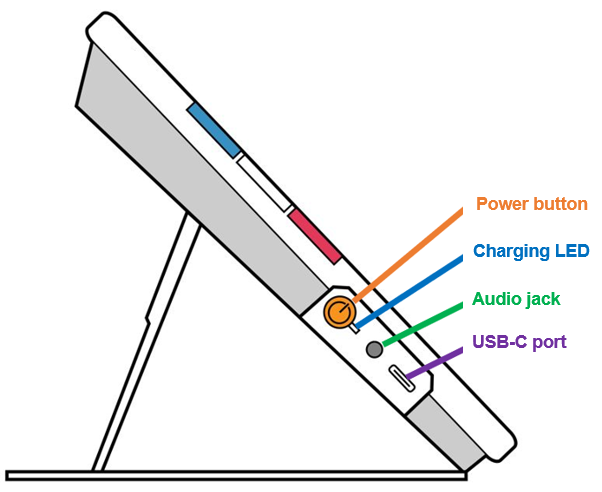 Power button
Charging LED
Audio jack
USB-C port